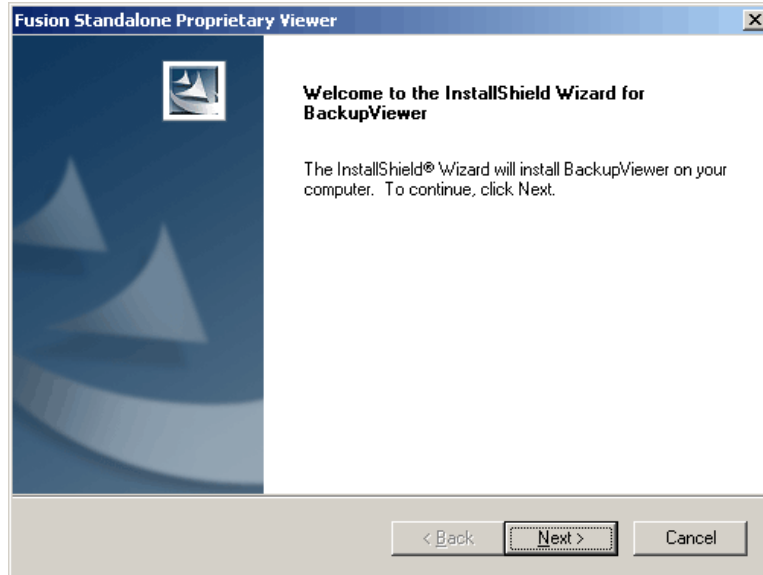 Fusion Standalone Proprietary Viewer
Welcome to the InstallShield Wizard for
BackupViewer
The InstallShield® Wizard will install BackupViewer on your
computer. To continue, click Next.
< Back
Next >
Cancel